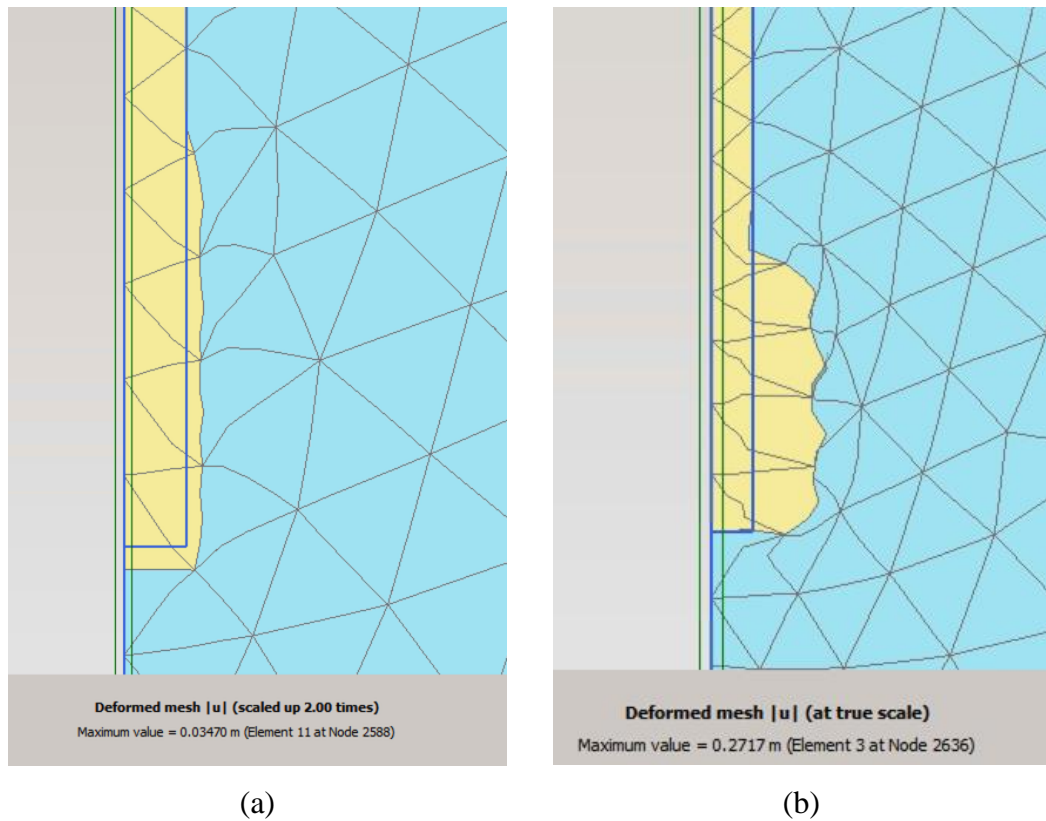 Deformed mesh |u| (scaled up 2.00 times)
Maximum value = 0.03470 m (Element 11 at Node 2588)
Deformed mesh |u| (at true scale)
Maximum value = 0.2717 m (Element 3 at Node 2636)
(a)
(b)